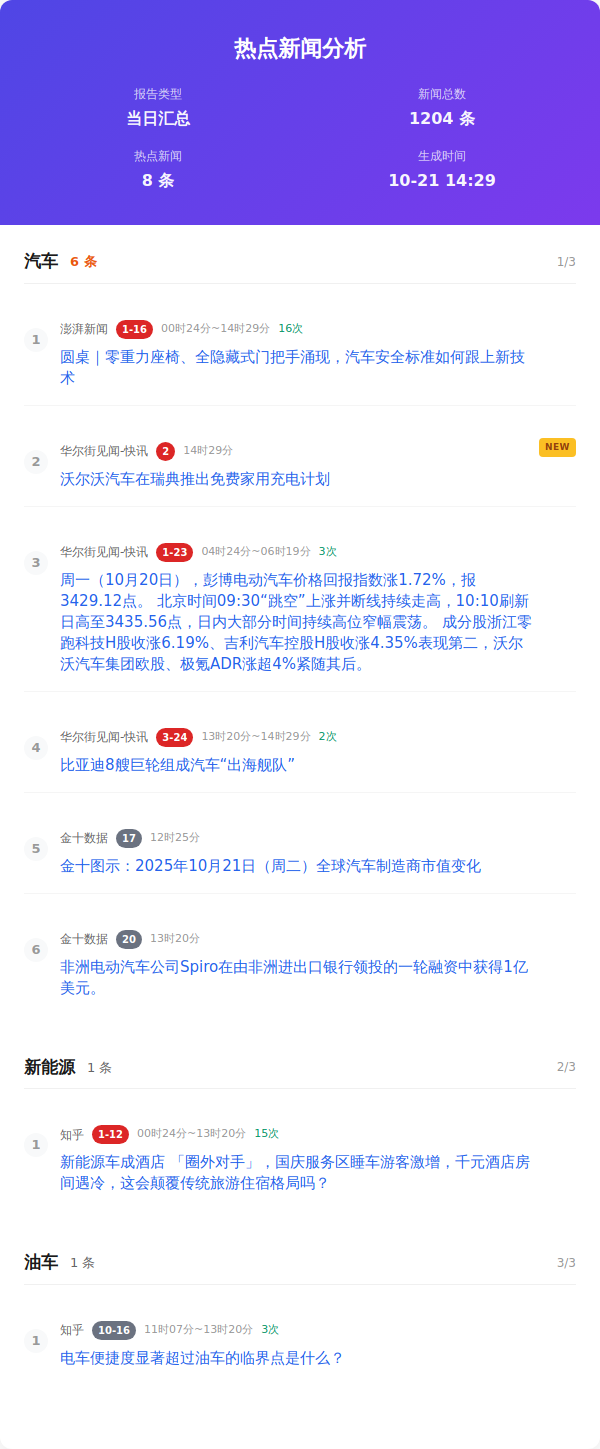 热点新闻分析
报告类型
当日汇总
新闻总数
1204 条
热点新闻
8 条
生成时间
10-21 14:29
汽车 6 条 1/3
1
澎湃新闻 1-16 00时24分~14时29分 16次
圆桌｜零重力座椅、全隐藏式门把手涌现，汽车安全标准如何跟上新技
术
2
华尔街见闻-快讯 2 14时29分 NEW
沃尔沃汽车在瑞典推出免费家用充电计划
3
华尔街见闻-快讯 1-23 04时24分~06时19分 3次
周一（10月20日），彭博电动汽车价格回报指数涨1.72%，报
3429.12点。 北京时间09:30“跳空”上涨并断线持续走高，10:10刷新
日高至3435.56点，日内大部分时间持续高位窄幅震荡。 成分股浙江零
跑科技H股收涨6.19%、吉利汽车控股H股收涨4.35%表现第二，沃尔
沃汽车集团欧股、极氪ADR涨超4%紧随其后。
4
华尔街见闻-快讯 3-24 13时20分~14时29分 2次
比亚迪8艘巨轮组成汽车“出海舰队”
5
金十数据 17 12时25分
金十图示：2025年10月21日（周二）全球汽车制造商市值变化
6
金十数据 20 13时20分
非洲电动汽车公司Spiro在由非洲进出口银行领投的一轮融资中获得1亿
美元。
新能源 1 条 2/3
1
知乎 1-12 00时24分~13时20分 15次
新能源车成酒店 「圈外对手」，国庆服务区睡车游客激增，千元酒店房
间遇冷，这会颠覆传统旅游住宿格局吗？
油车 1 条 3/3
1
知乎 10-16 11时07分~13时20分 3次
电车便捷度显著超过油车的临界点是什么？